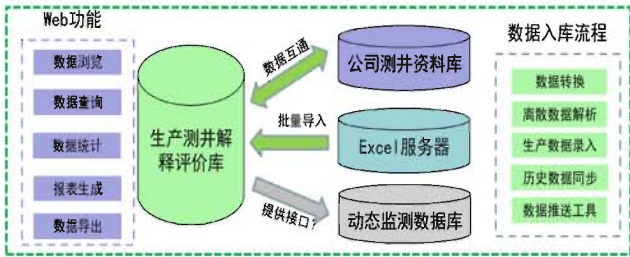 Web功能
数据浏览
数据查询
数据统计
报表生成
数据导出
生产测井解
释评价库
数据互通
批量导入
提供接口?
公司测井资料库
Excel服务器
动态监测数据库
数据入库流程
数据转换
离散数据解析
生产数据录入
历史数据同步
数据推送工具